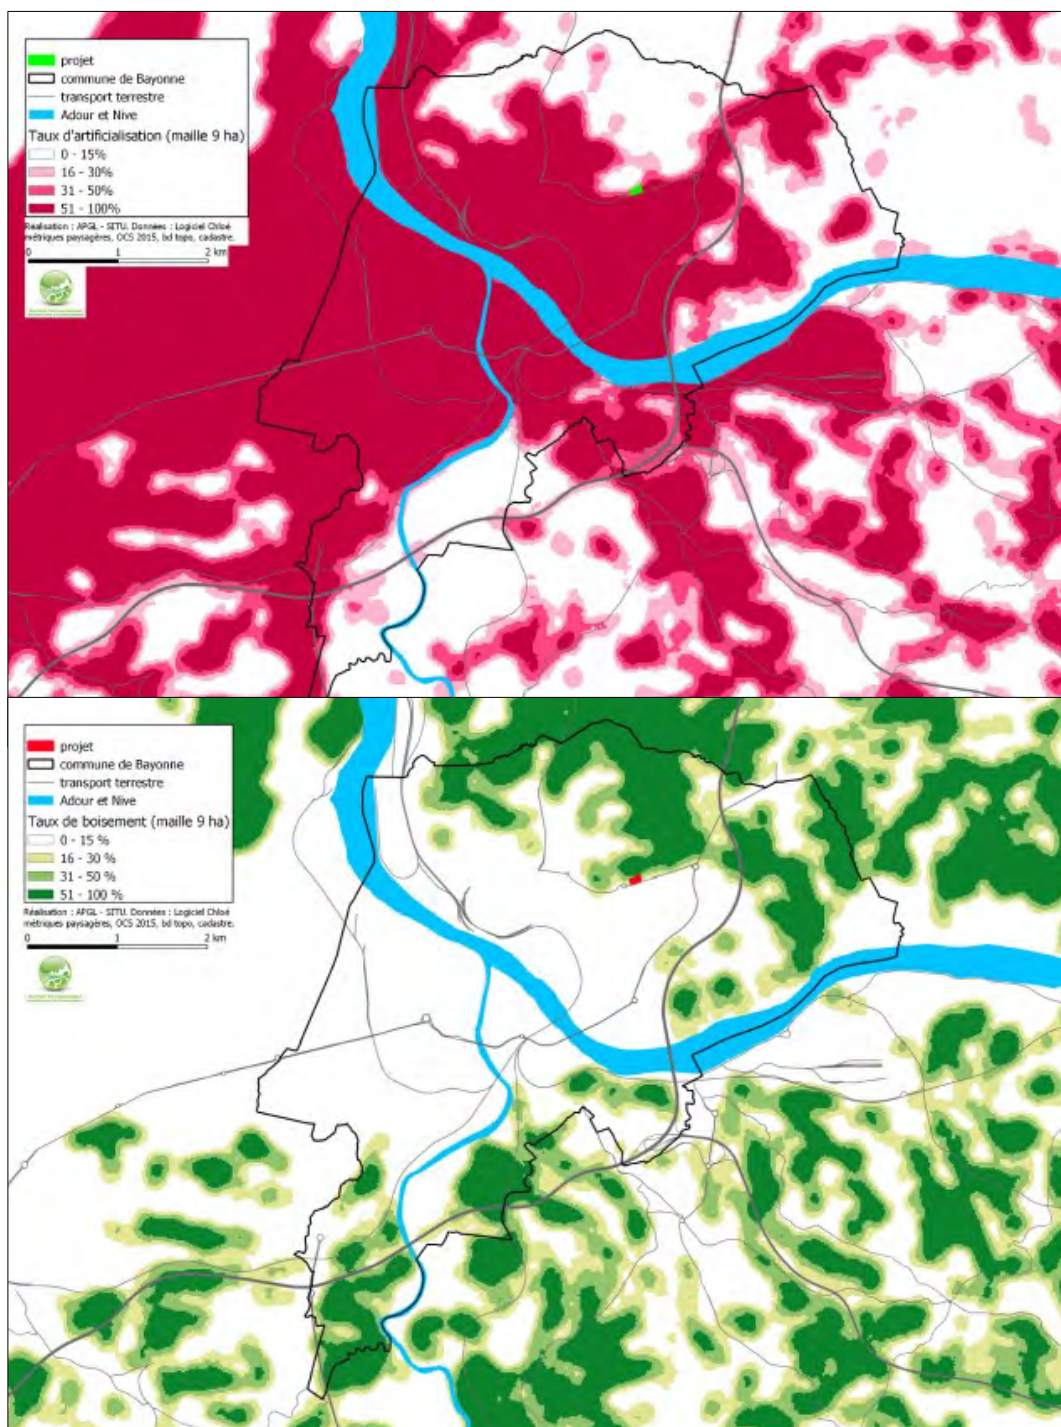 projet
commune de Bayonne
transport terrestre
Adour et Nive
Taux d'artificialisation (maille 9 ha)
0 - 15%
16 - 30%
31 - 50%
51 - 100%
Réalisation : APGL - SITU. Données : Logiciel Chloé
métriques paysagères, OCS 2015, bd topo, cadastre.
0 1 2 km
projet
commune de Bayonne
transport terrestre
Adour et Nive
Taux de boisement (maille 9 ha)
0 - 15 %
16 - 30 %
31 - 50 %
51 - 100 %
Réalisation : APGL - SITU. Données : Logiciel Chloé
métriques paysagères, OCS 2015, bd topo, cadastre.
0 1 2 km